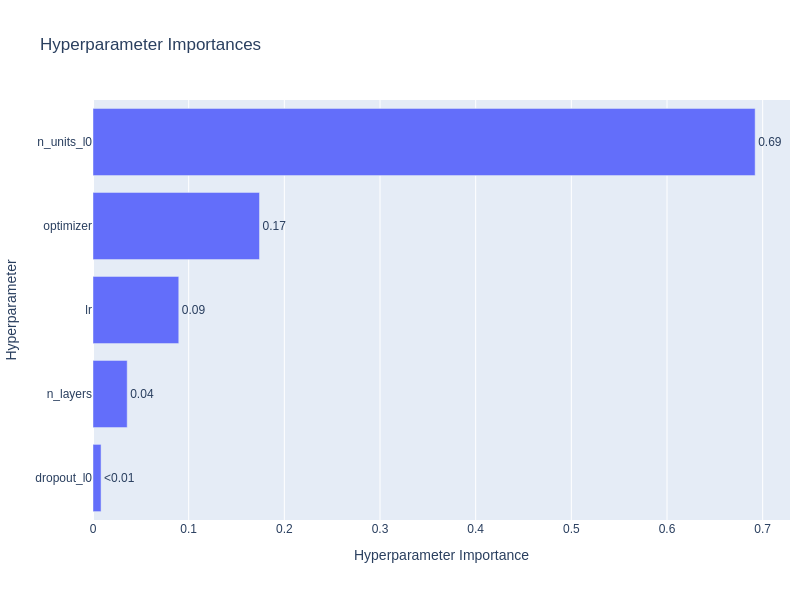 Hyperparameter Importances
Hyperparameter
n_units_l0
0.69
optimizer
0.17
lr
0.09
n_layers
0.04
dropout_l0
<0.01
0
0.1
0.2
0.3
0.4
0.5
0.6
0.7
Hyperparameter Importance